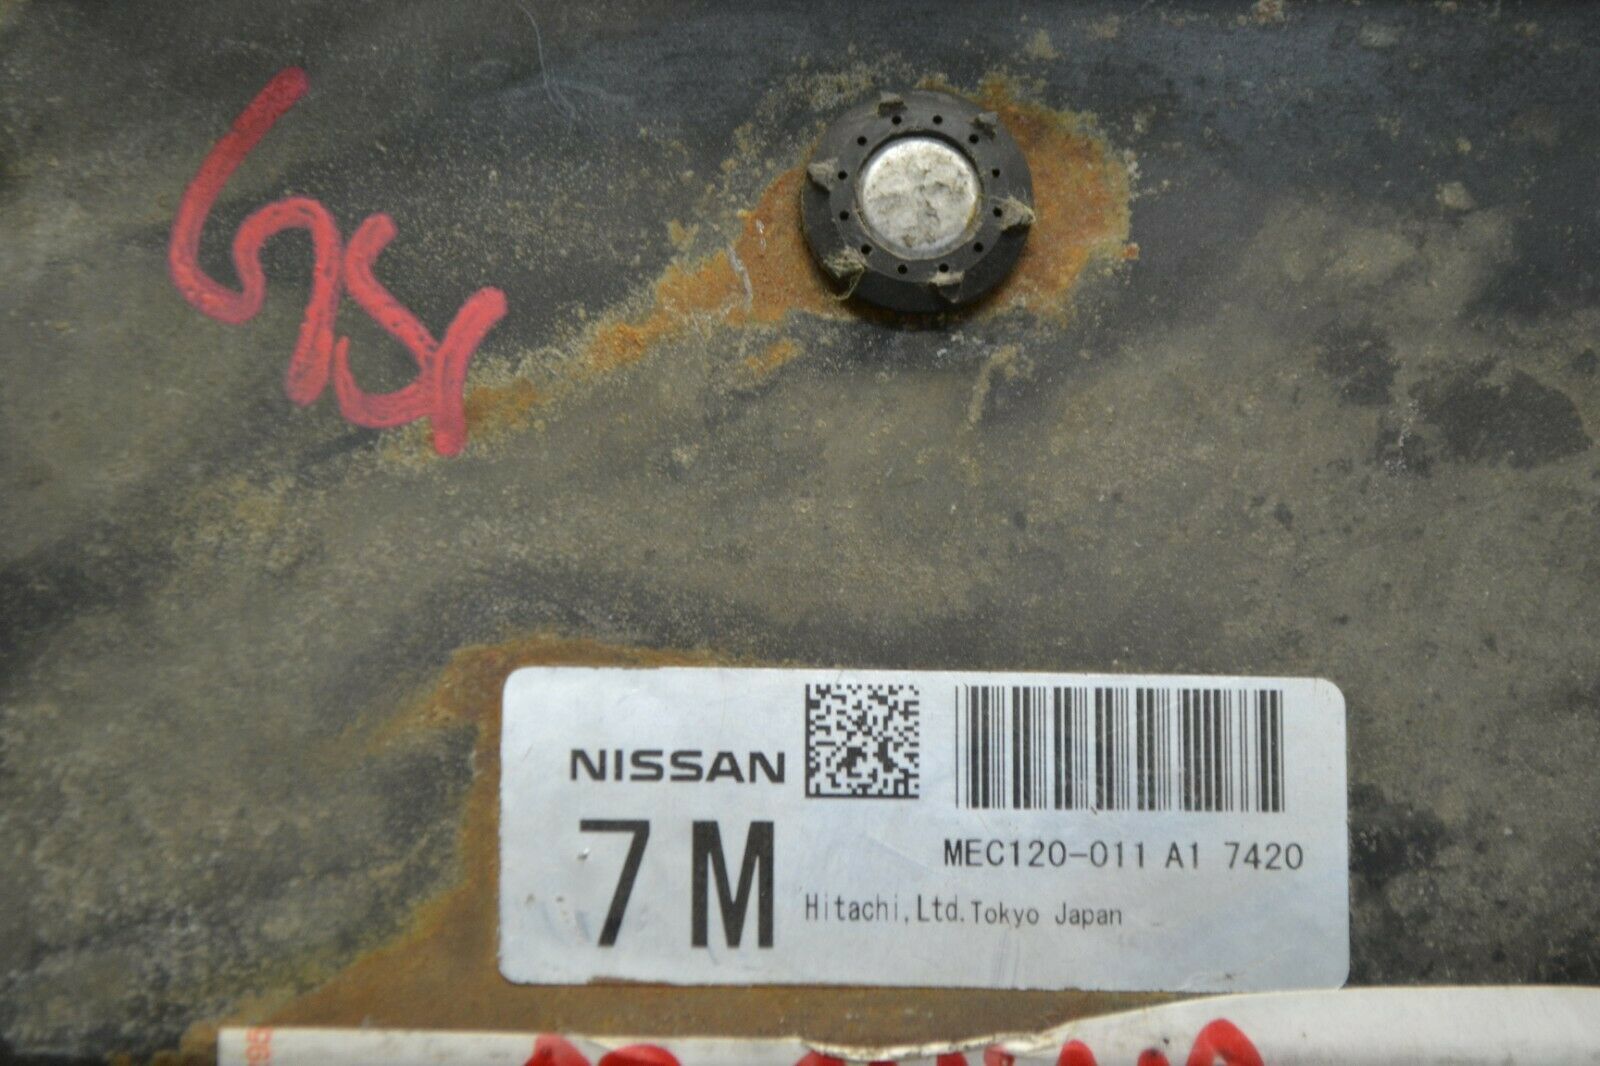 NISSAN
7M
MEC120-011 A1 7420
Hitachi,Ltd.Tokyo Japan